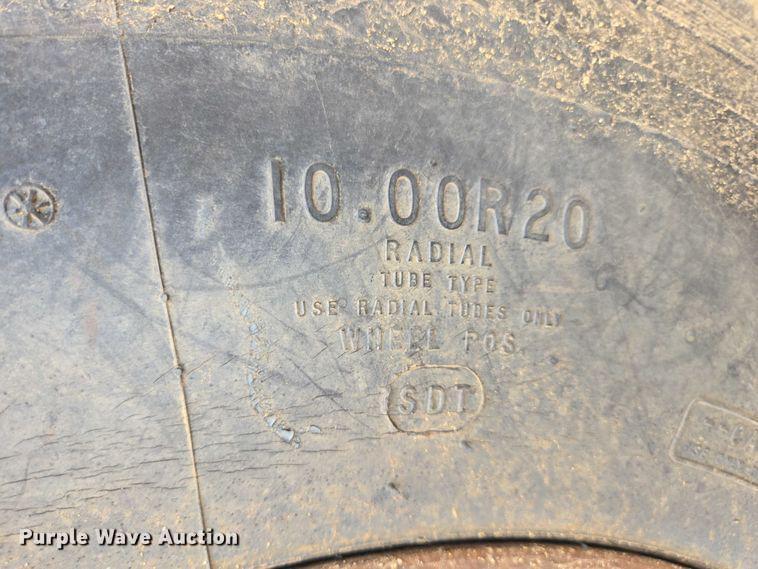 10.00R20
RADIAL
TUBE TYPE
USE RADIAL TUBES ONLY
WHEEL POS.
SDT
Purple Wave Auction